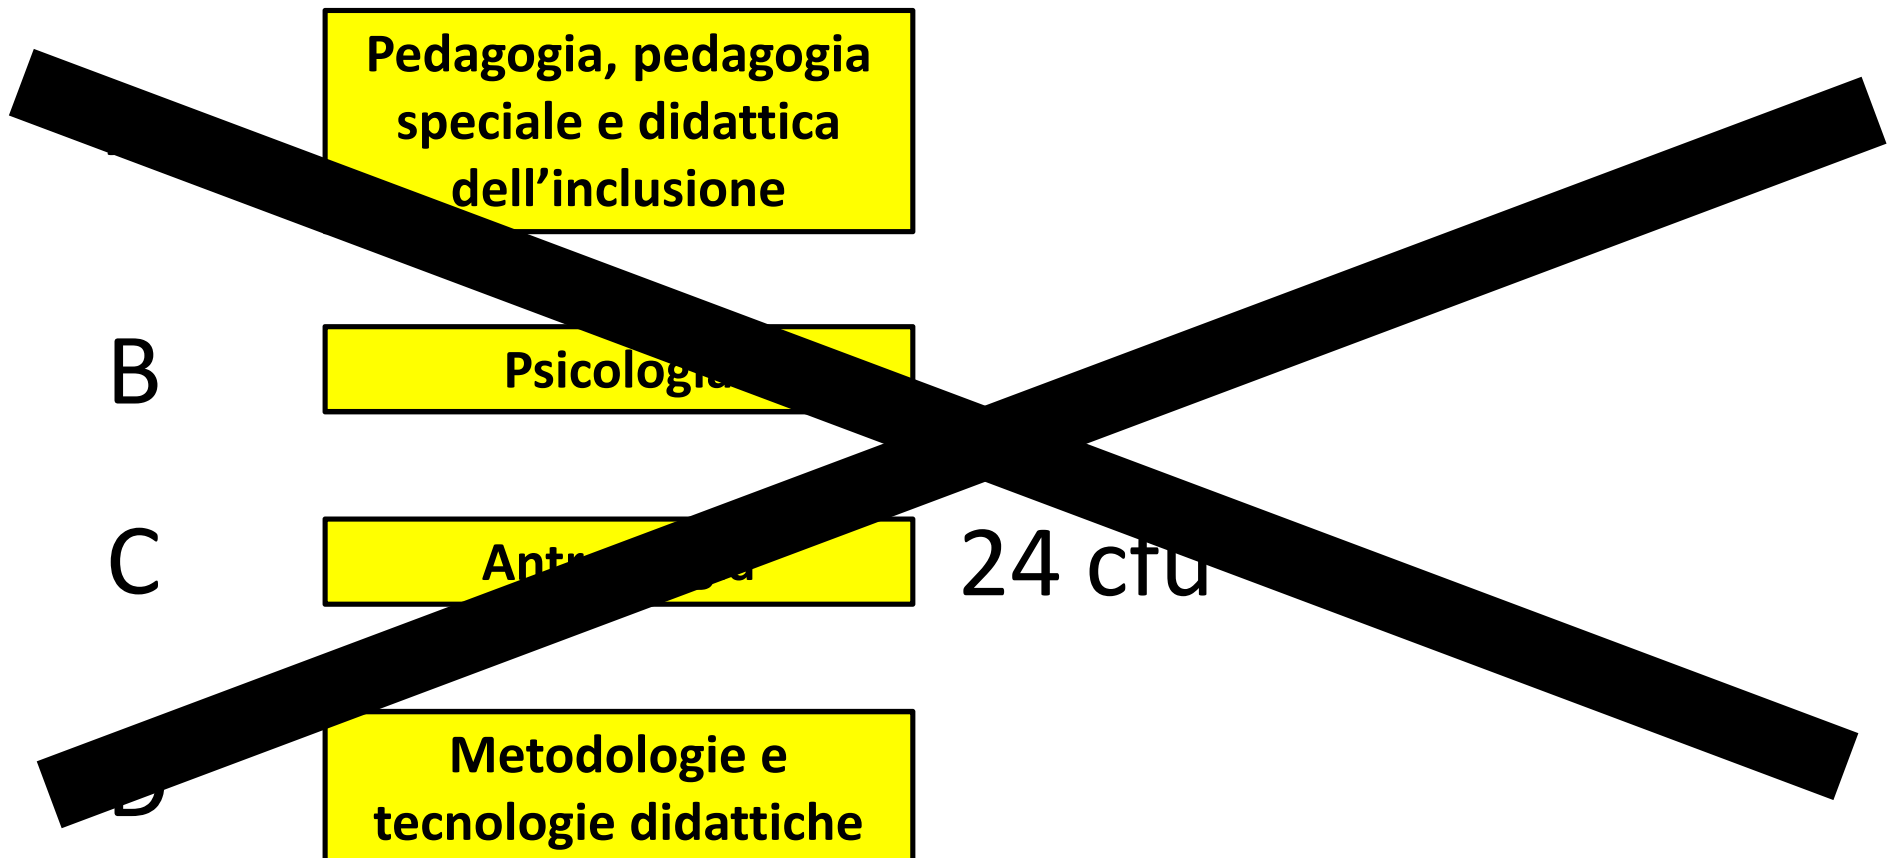 Pedagogia, pedagogia
speciale e didattica
dell’inclusione
B
Psicologia
C
24 cfu
D
Metodologie e
tecnologie didattiche